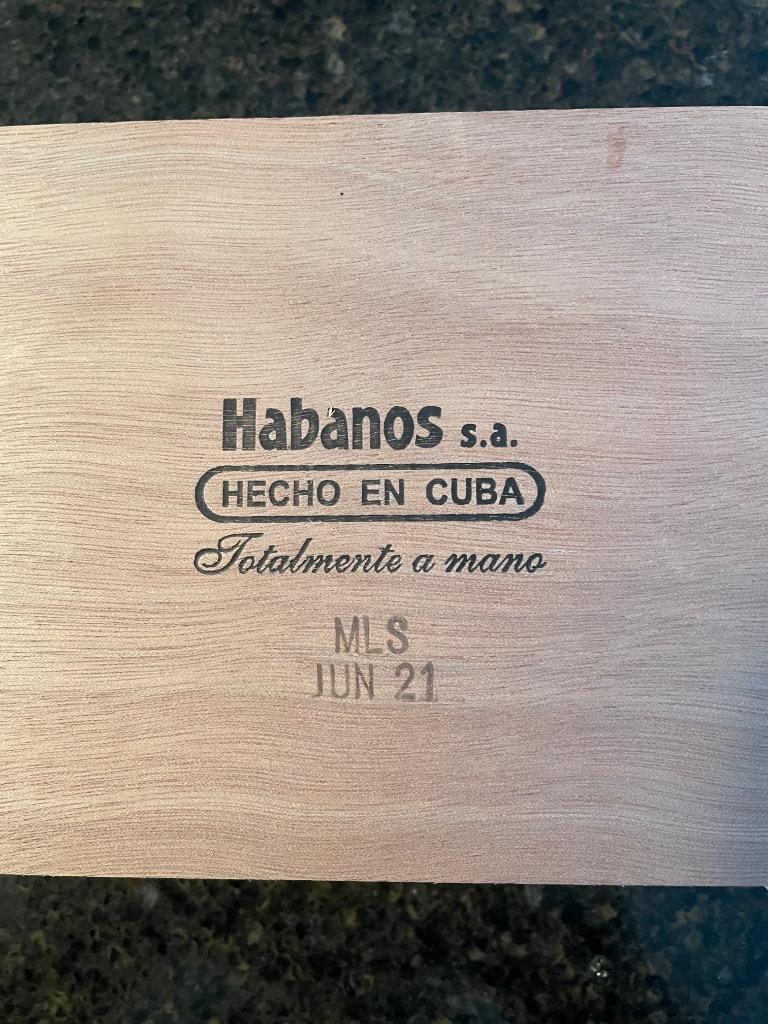 Habanos s.a.
HECHO EN CUBA
Totalmente a mano
MLS
JUN 21